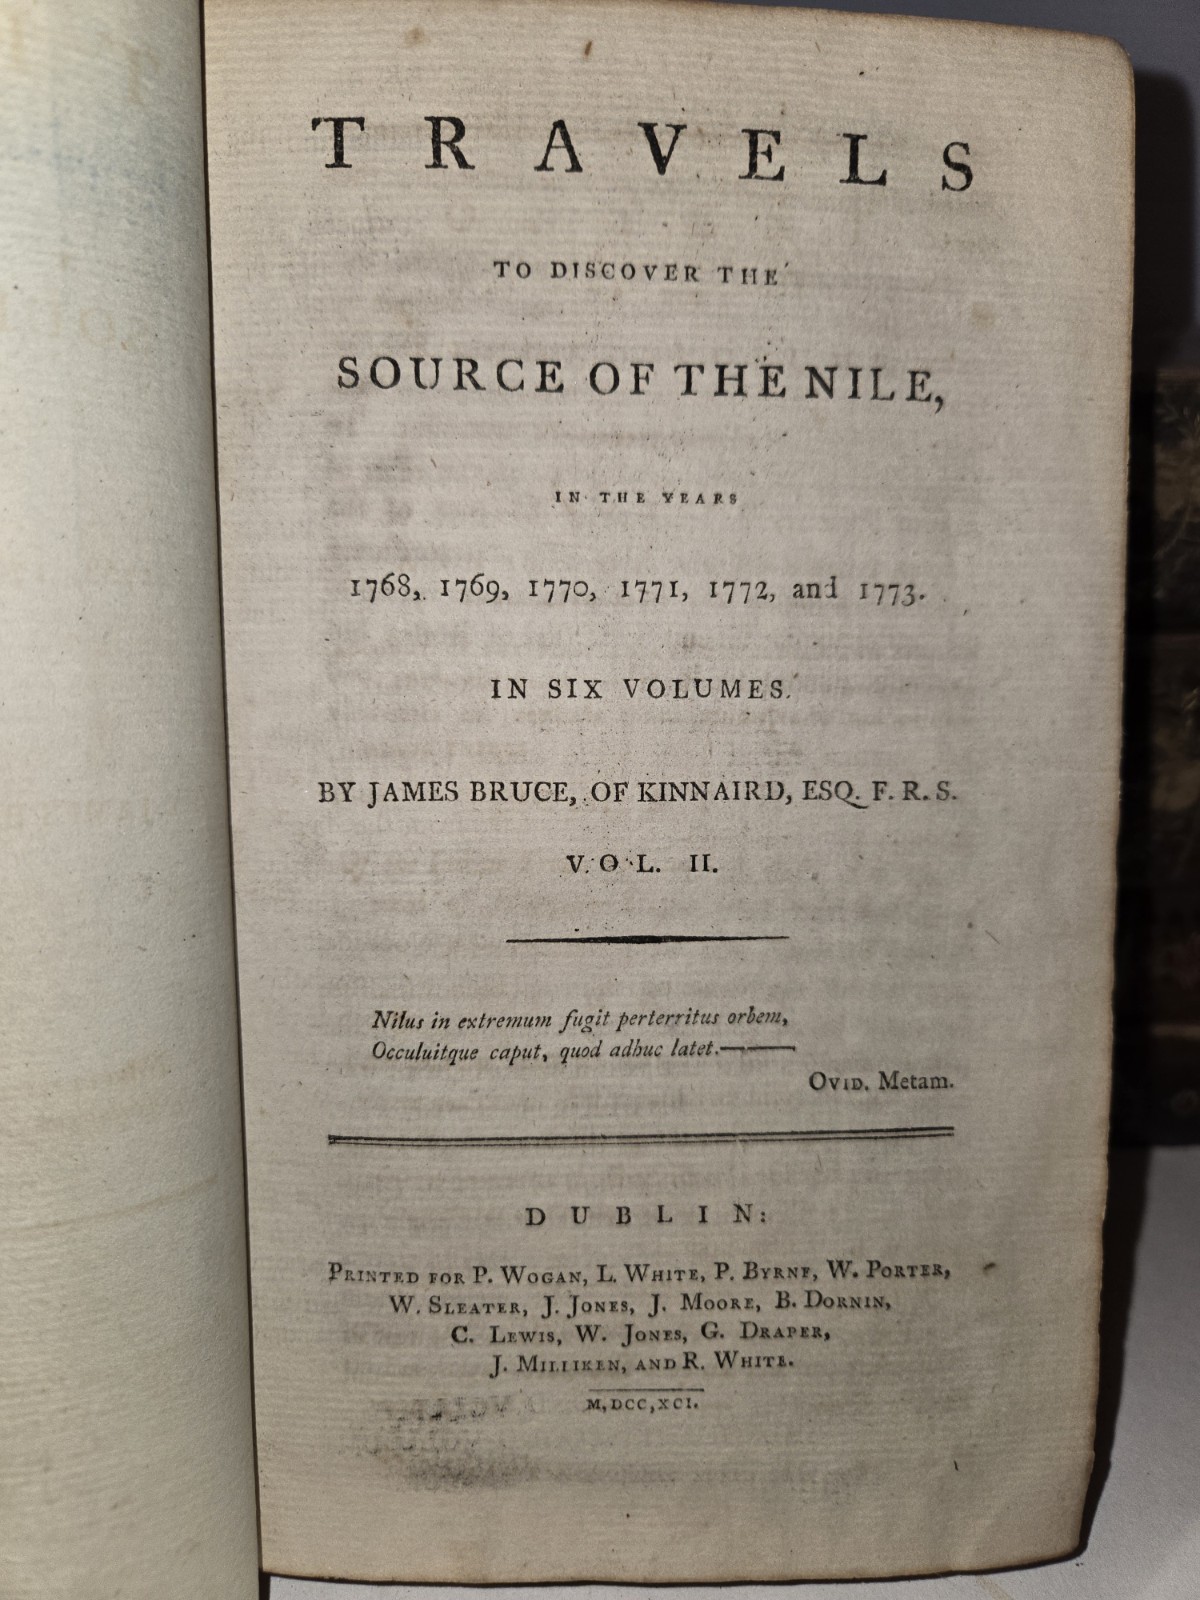 TRAVELS
TO DISCOVER THE
SOURCE OF THE NILE,
IN THE YEARS
1768, 1769, 1770, 1771, 1772, and 1773.
IN SIX VOLUMES.
BY JAMES BRUCE, OF KINNAIRD, ESQ. F. R. S.
VOL. II.
Nilus in extremum fugit perterritus orbem,
Occuluitque caput, quod adhuc latet.——
OVID. Metam.
DUBLIN:
PRINTED FOR P. WOGAN, L. WHITE, P. BYRNE, W. PORTER,
W. SLEATER, J. JONES, J. MOORE, B. DORNIN,
C. LEWIS, W. JONES, G. DRAPER,
J. MILLIKEN, AND R. WHITE.
M,DCC,XCI.